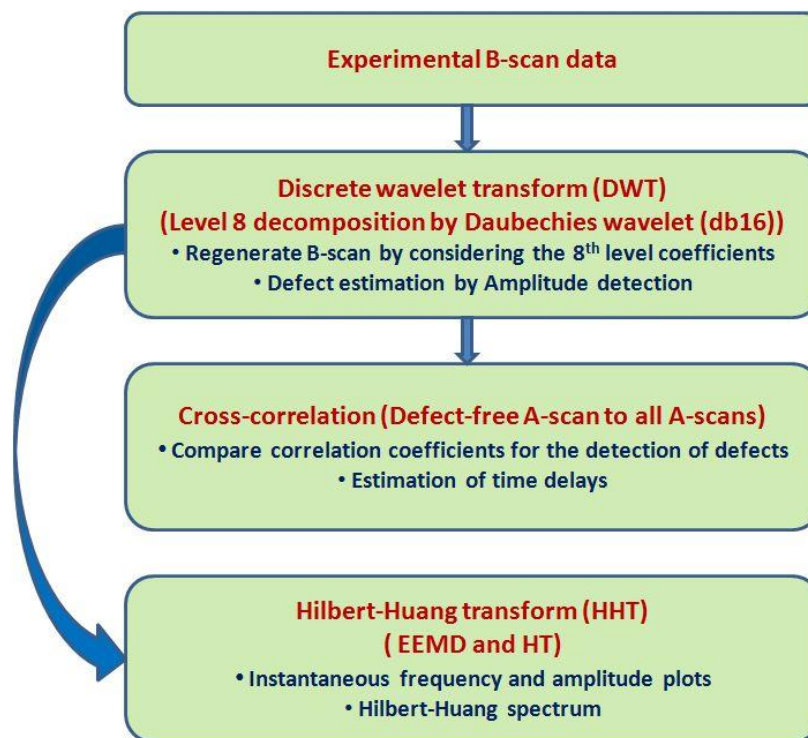 Experimental B-scan data
Discrete wavelet transform (DWT)
(Level 8 decomposition by Daubechies wavelet (db16))
• Regenerate B-scan by considering the 8th level coefficients
• Defect estimation by Amplitude detection
Cross-correlation (Defect-free A-scan to all A-scans)
• Compare correlation coefficients for the detection of defects
• Estimation of time delays
Hilbert-Huang transform (HHT)
( EEMD and HT)
• Instantaneous frequency and amplitude plots
• Hilbert-Huang spectrum